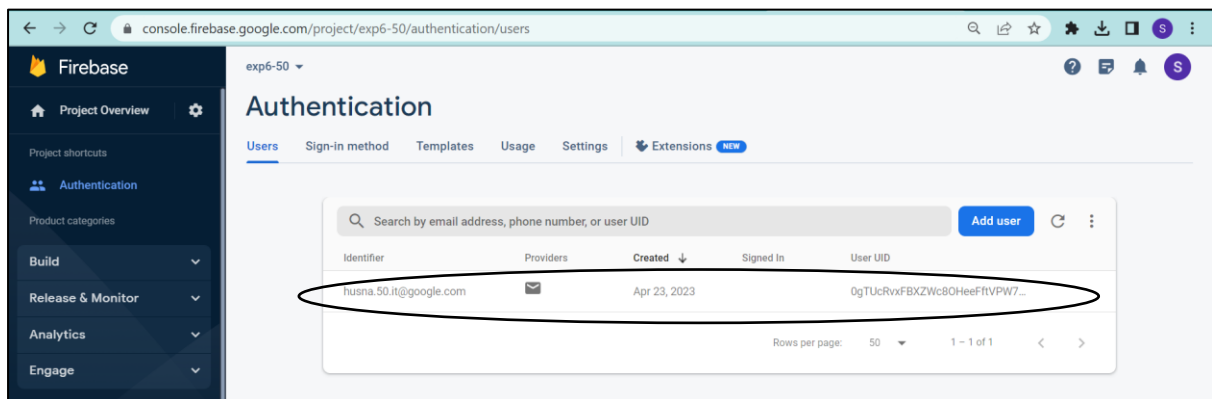 console.firebase.google.com/project/exp6-50/authentication/users
S
Firebase
exp6-50
S
Project Overview
Authentication
Project shortcuts
Users Sign-in method Templates Usage Settings Extensions NEW
Authentication
Product categories
Search by email address, phone number, or user UID Add user
Build
Identifier Providers Created Signed In User UID
Release & Monitor
husna.50.it@google.com Apr 23, 2023 0gTUcRvxFBXZWc8OHeeFftVPW7...
Analytics
Rows per page: 50 1 – 1 of 1
Engage